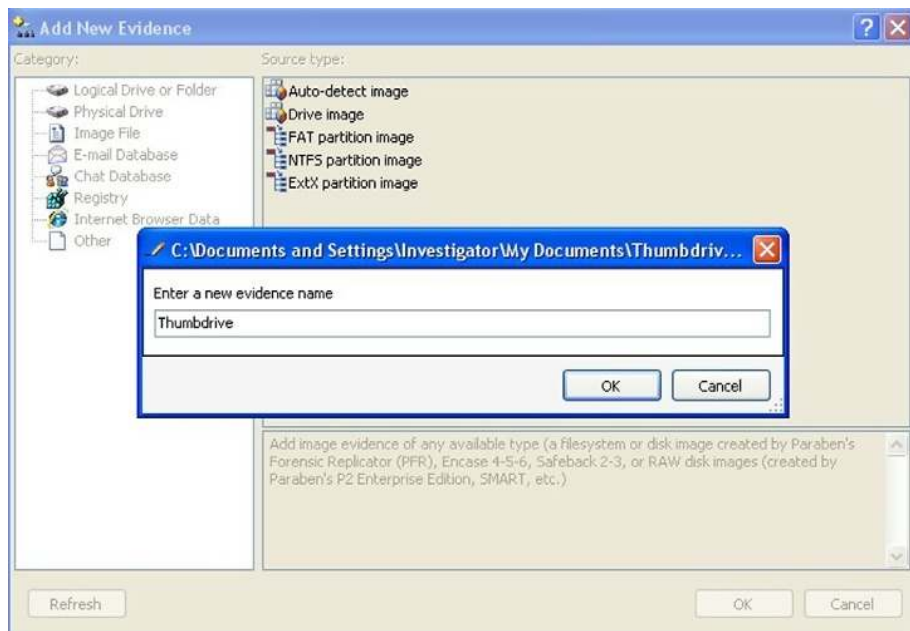 Add New Evidence
Category:
Source type:
Logical Drive or Folder
Physical Drive
Image File
E-mail Database
Chat Database
Registry
Internet Browser Data
Other
Auto-detect image
Drive image
FAT partition image
NTFS partition image
ExtX partition image
C:\Documents and Settings\Investigator\My Documents\Thumbdriv...
Enter a new evidence name
Thumbdrive
OK
Cancel
Add image evidence of any available type (a filesystem or disk image created by Paraben's
Forensic Replicator (PFR), Encase 4-5-6, Safeback 2-3, or RAW disk images (created by
Paraben's P2 Enterprise Edition, SMART, etc.)
Refresh
OK
Cancel